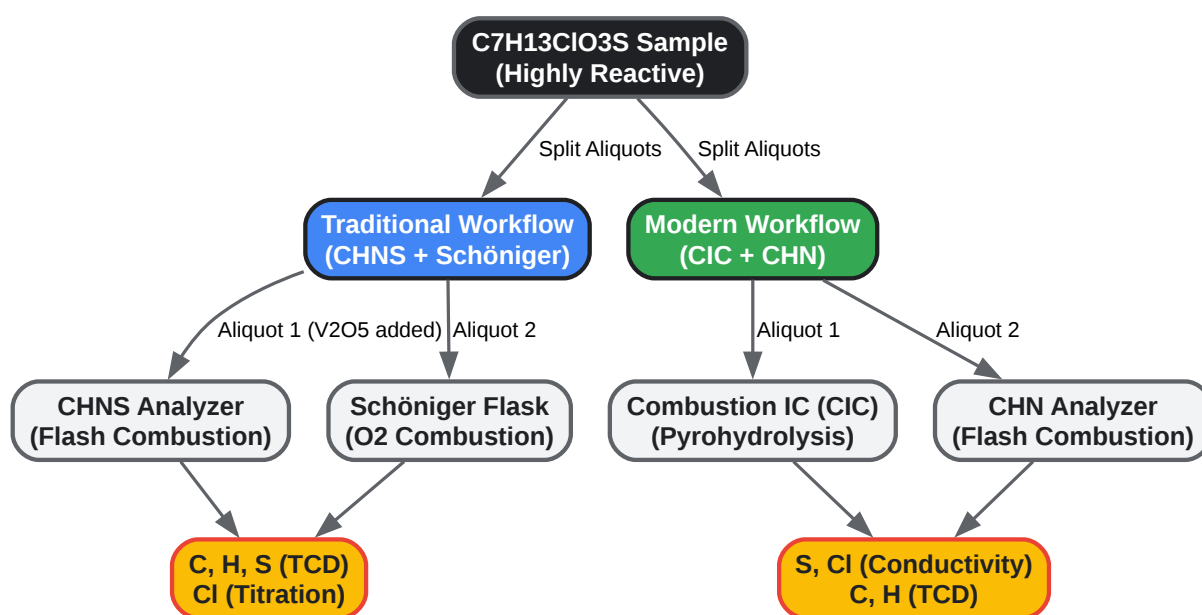 C7H13ClO3S Sample
(Highly Reactive)
Split Aliquots
Split Aliquots
Traditional Workflow
(CHNS + Schöniger)
Modern Workflow
(CIC + CHN)
Aliquot 1 (V2O5 added)
Aliquot 2
Aliquot 1
Aliquot 2
CHNS Analyzer
(Flash Combustion)
Schöniger Flask
(O2 Combustion)
Combustion IC (CIC)
(Pyrohydrolysis)
CHN Analyzer
(Flash Combustion)
C, H, S (TCD)
Cl (Titration)
S, Cl (Conductivity)
C, H (TCD)